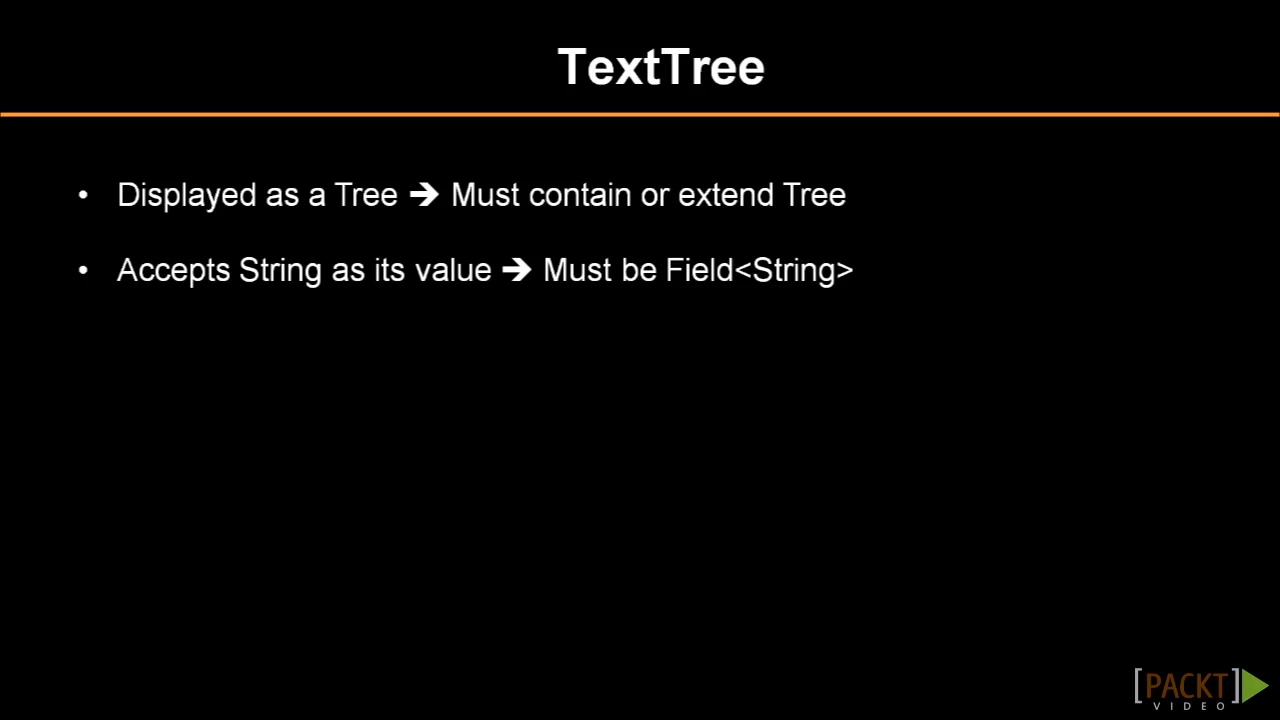 TextTree
• Displayed as a Tree ➔ Must contain or extend Tree
• Accepts String as its value ➔ Must be Field<String>
[PACKT]
VIDEO